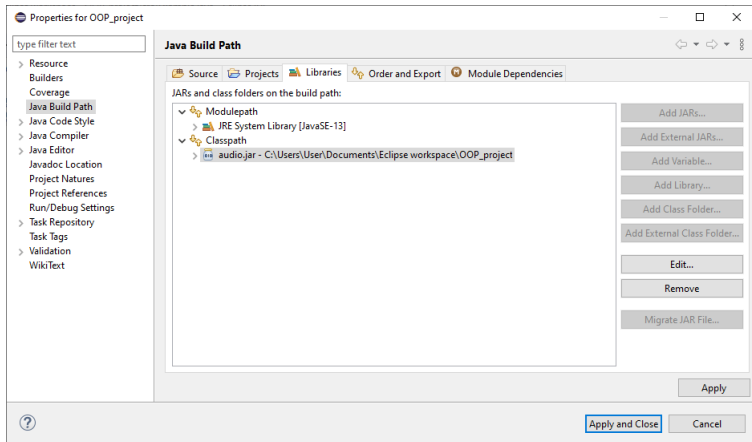 Properties for OOP_project
type filter text
Resource
Builders
Coverage
Java Build Path
Java Code Style
Java Compiler
Java Editor
Javadoc Location
Project Natures
Project References
Run/Debug Settings
Task Repository
Task Tags
Validation
WikiText
Java Build Path
Source Projects Libraries Order and Export Module Dependencies
JARs and class folders on the build path:
Modulepath
JRE System Library [JavaSE-13]
Classpath
audio.jar - C:\Users\User\Documents\Eclipse workspace\OOP_project
Add JARs...
Add External JARs...
Add Variable...
Add Library...
Add Class Folder...
Add External Class Folder...
Edit...
Remove
Migrate JAR File...
Apply
Apply and Close Cancel